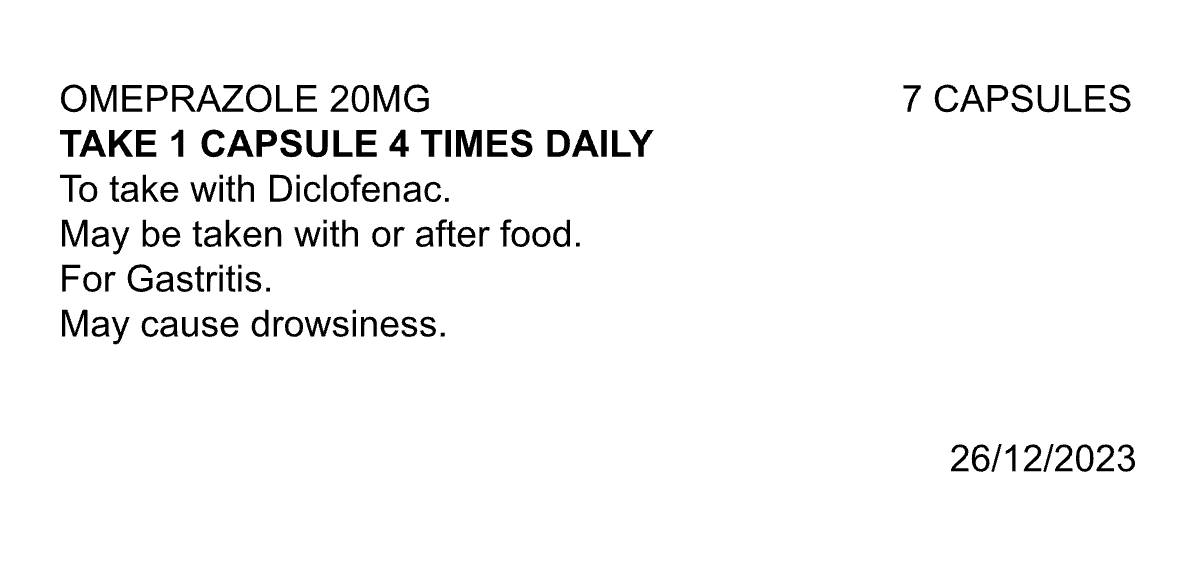 OMEPRAZOLE 20MG 7 CAPSULES
TAKE 1 CAPSULE 4 TIMES DAILY
To take with Diclofenac.
May be taken with or after food.
For Gastritis.
May cause drowsiness.
26/12/2023